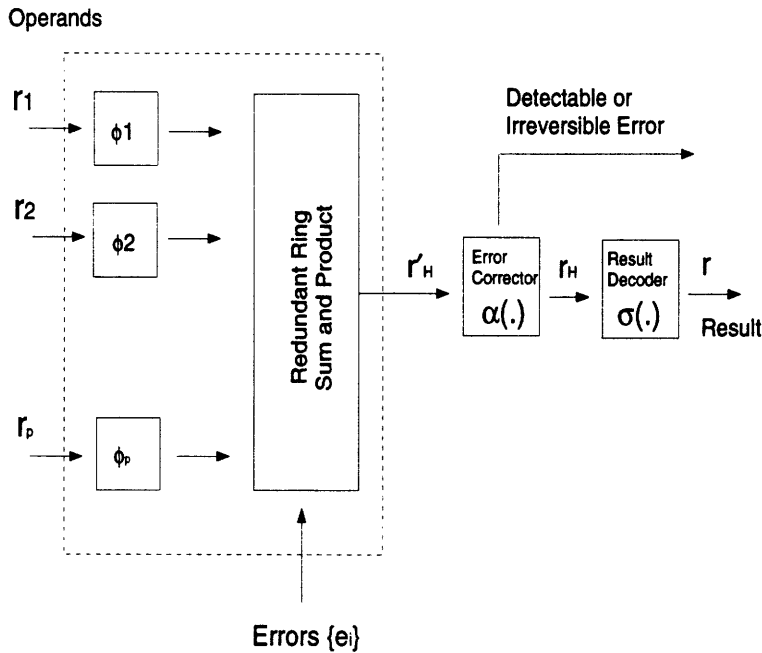 Operands
r1
ϕ1
r2
ϕ2
rp
ϕp
Redundant Ring
Sum and Product
Errors {ei}
r'H
Detectable or
Irreversible Error
Error
Corrector
α(.)
rH
Result
Decoder
σ(.)
r
Result